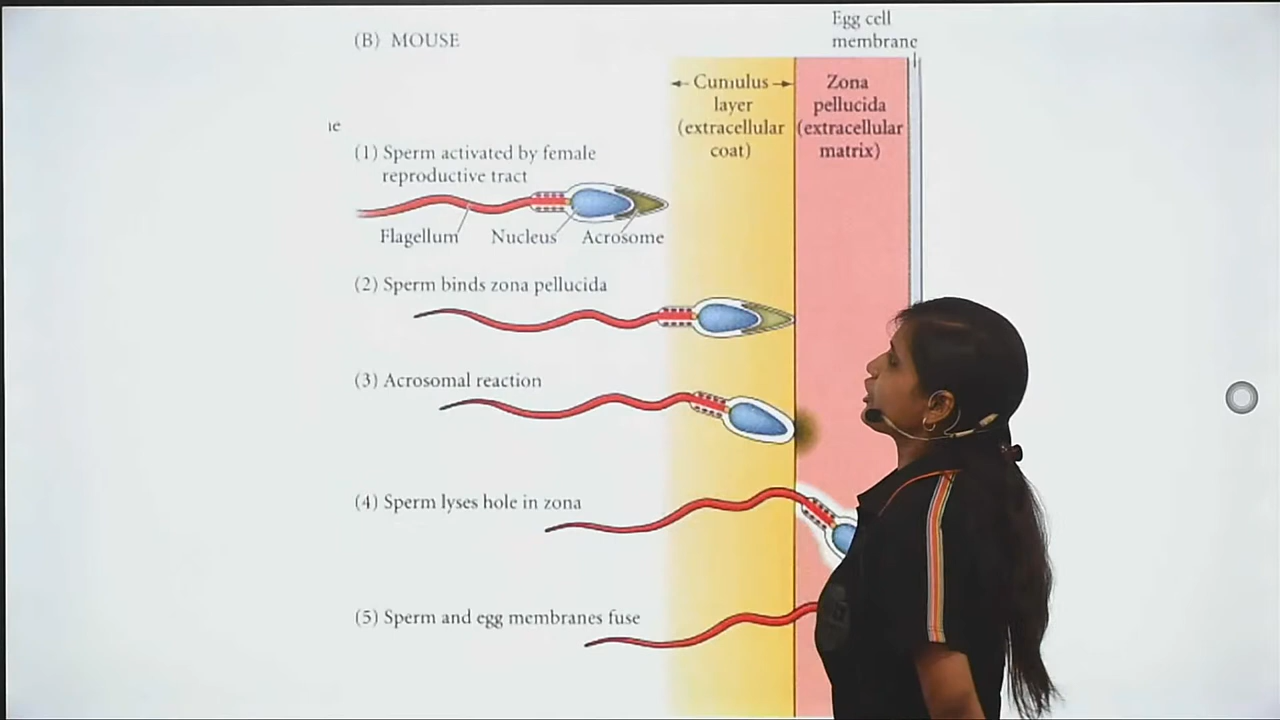 Egg cell
membrane
(B) MOUSE
Cumulus
layer
(extracellular
coat)
Zona
pellucida
(extracellular
matrix)
(1) Sperm activated by female
reproductive tract
Flagellum
Nucleus
Acrosome
(2) Sperm binds zona pellucida
(3) Acrosomal reaction
(4) Sperm lyses hole in zona
(5) Sperm and egg membranes fuse